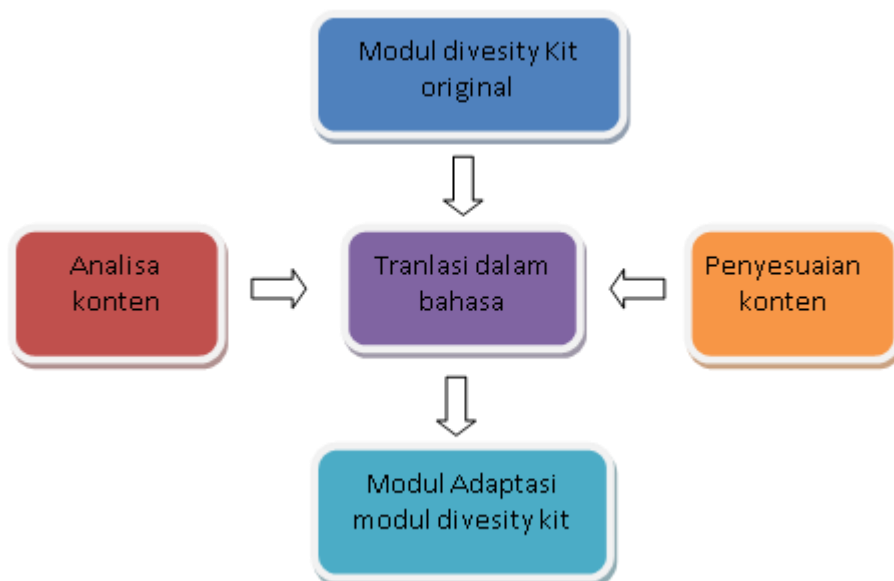 Modul divesity Kit
original
Analisa
konten
Tranlasi dalam
bahasa
Penyesuaian
konten
Modul Adaptasi
modul divesity kit